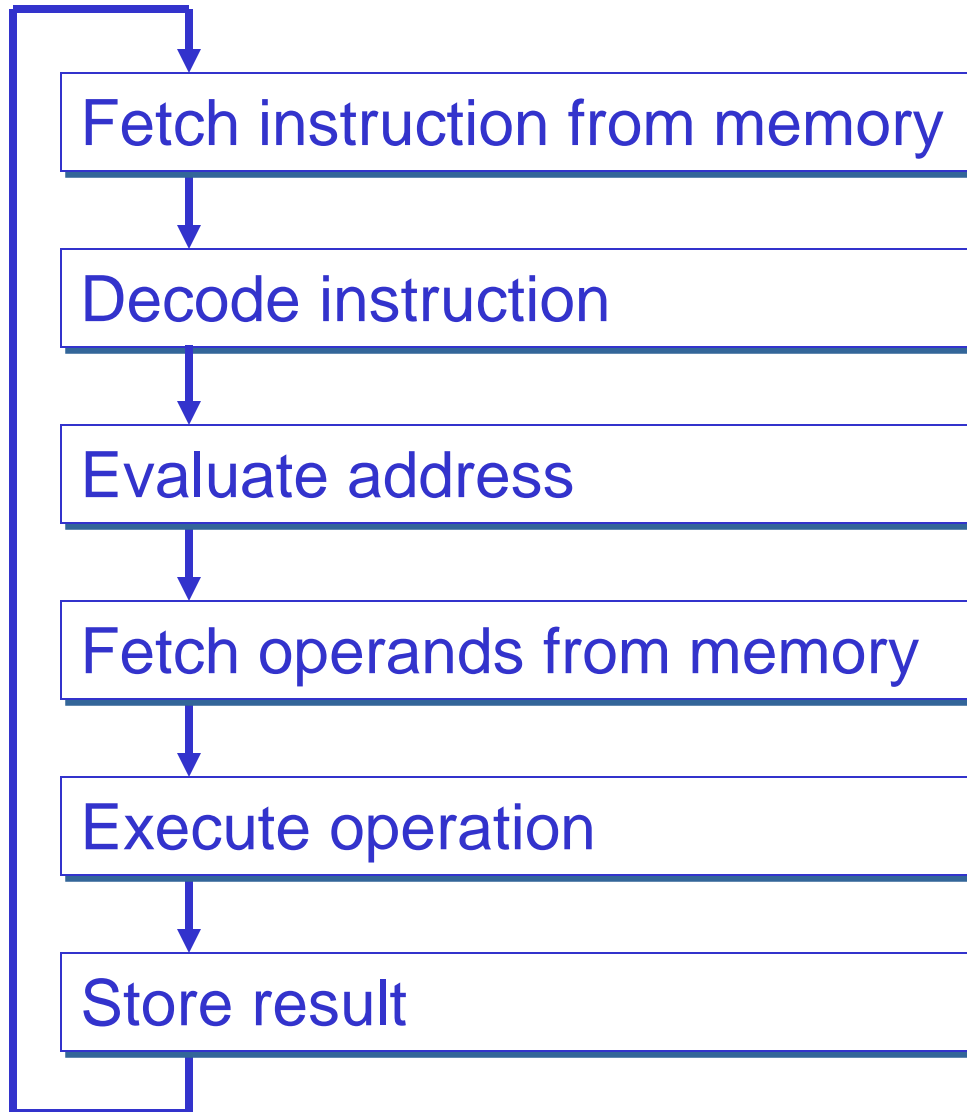 Fetch instruction from memory
Decode instruction
Evaluate address
Fetch operands from memory
Execute operation
Store result